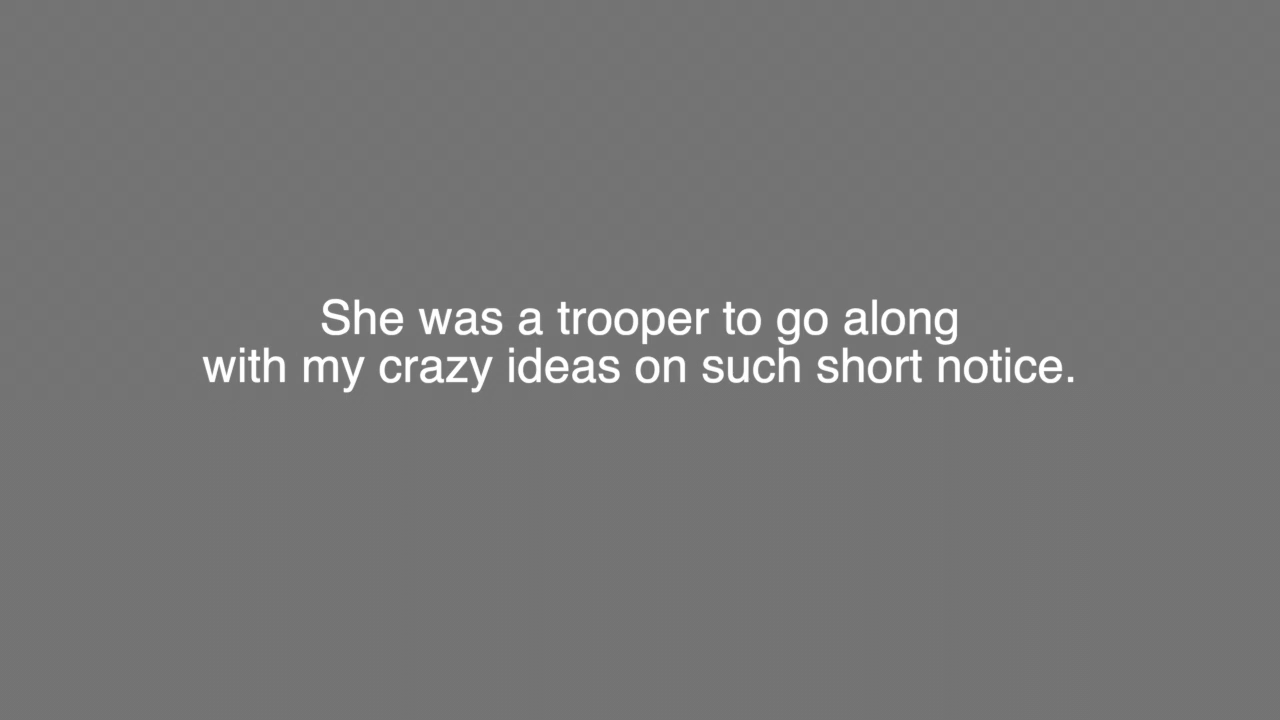 She was a trooper to go along
with my crazy ideas on such short notice.